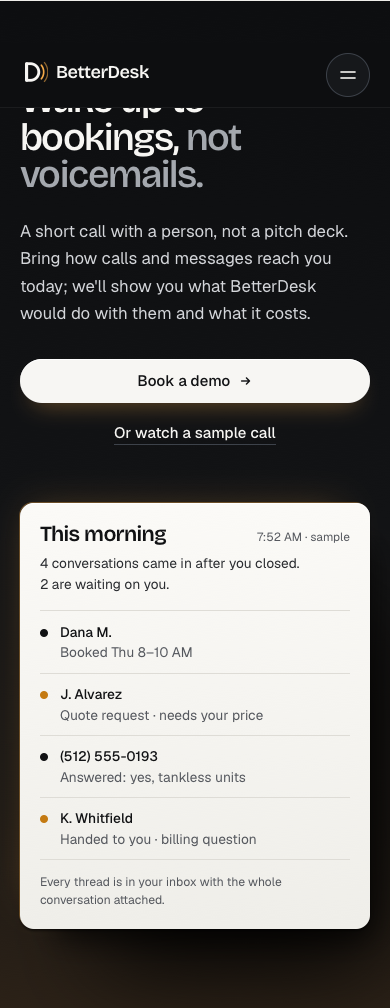 BetterDesk
Wake up to
bookings, not
voicemails.
A short call with a person, not a pitch deck.
Bring how calls and messages reach you
today; we'll show you what BetterDesk
would do with them and what it costs.
Book a demo →
Or watch a sample call
This morning
7:52 AM · sample
4 conversations came in after you closed.
2 are waiting on you.
Dana M.
Booked Thu 8–10 AM
J. Alvarez
Quote request · needs your price
(512) 555-0193
Answered: yes, tankless units
K. Whitfield
Handed to you · billing question
Every thread is in your inbox with the whole
conversation attached.